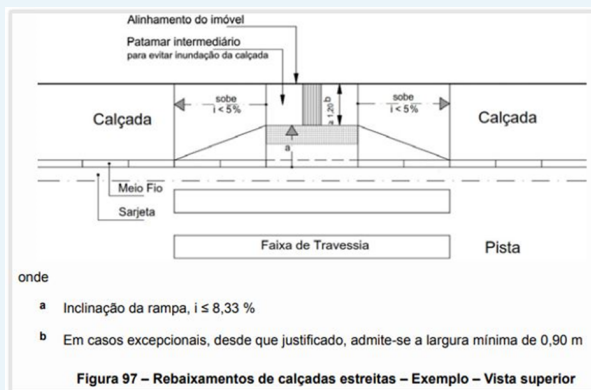 Alinhamento do imóvel
Patamar intermediário
para evitar inundação da calçada
sobe
i < 5%
≥ 1,20 b
sobe
i < 5%
Calçada
Calçada
a
Meio Fio
Sarjeta
Faixa de Travessia
Pista
onde
a Inclinação da rampa, i ≤ 8,33 %
b Em casos excepcionais, desde que justificado, admite-se a largura mínima de 0,90 m
Figura 97 – Rebaixamentos de calçadas estreitas – Exemplo – Vista superior